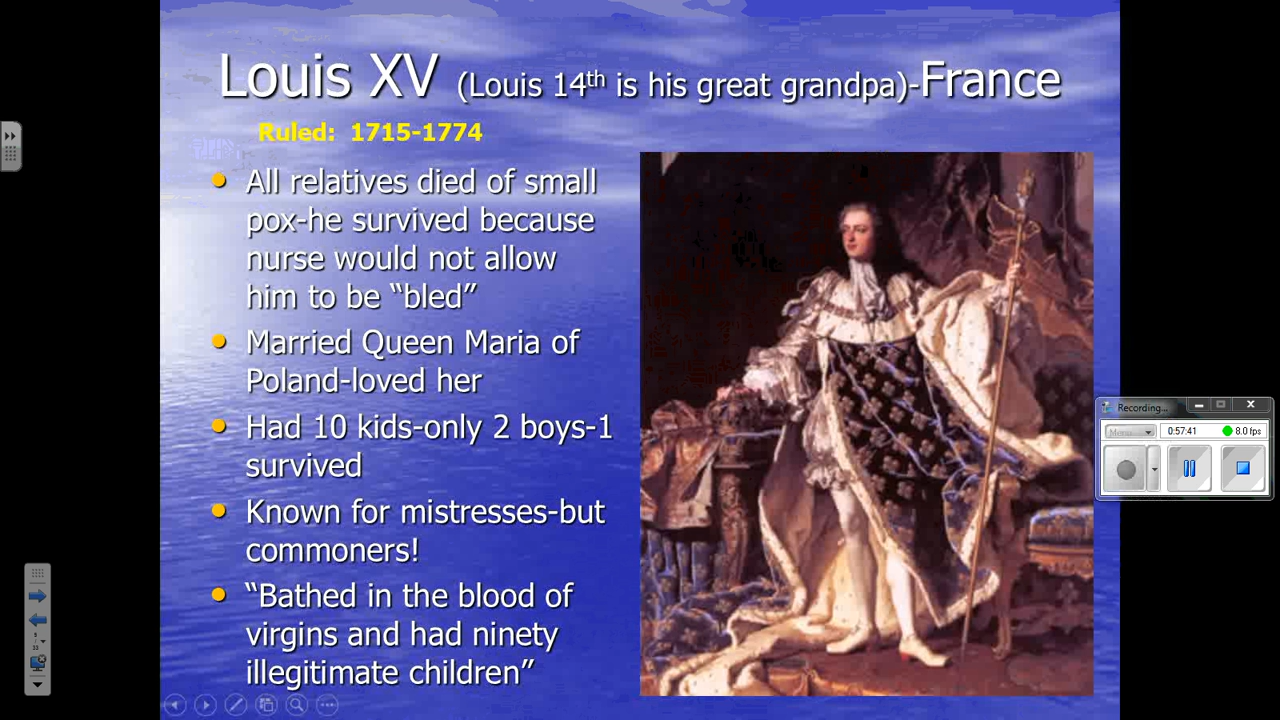 Louis XV (Louis 14th is his great grandpa)-France
Ruled: 1715-1774
• All relatives died of small
pox-he survived because
nurse would not allow
him to be “bled”
• Married Queen Maria of
Poland-loved her
• Had 10 kids-only 2 boys-1
survived
• Known for mistresses-but
commoners!
• “Bathed in the blood of
virgins and had ninety
illegitimate children”
Recording...
Menu
0:57:41
8.0 fps